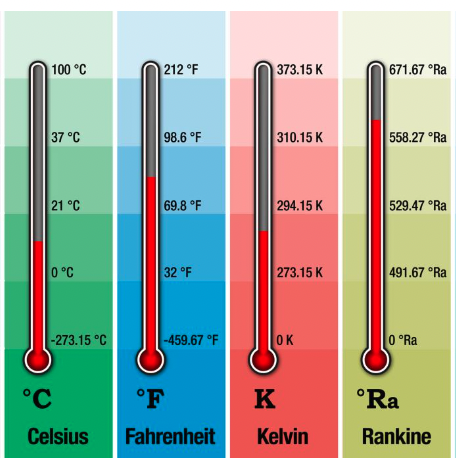 100 °C
37 °C
21 °C
0 °C
-273.15 °C
°C
Celsius
212 °F
98.6 °F
69.8 °F
32 °F
-459.67 °F
°F
Fahrenheit
373.15 K
310.15 K
294.15 K
273.15 K
0 K
K
Kelvin
671.67 °Ra
558.27 °Ra
529.47 °Ra
491.67 °Ra
0 °Ra
°Ra
Rankine